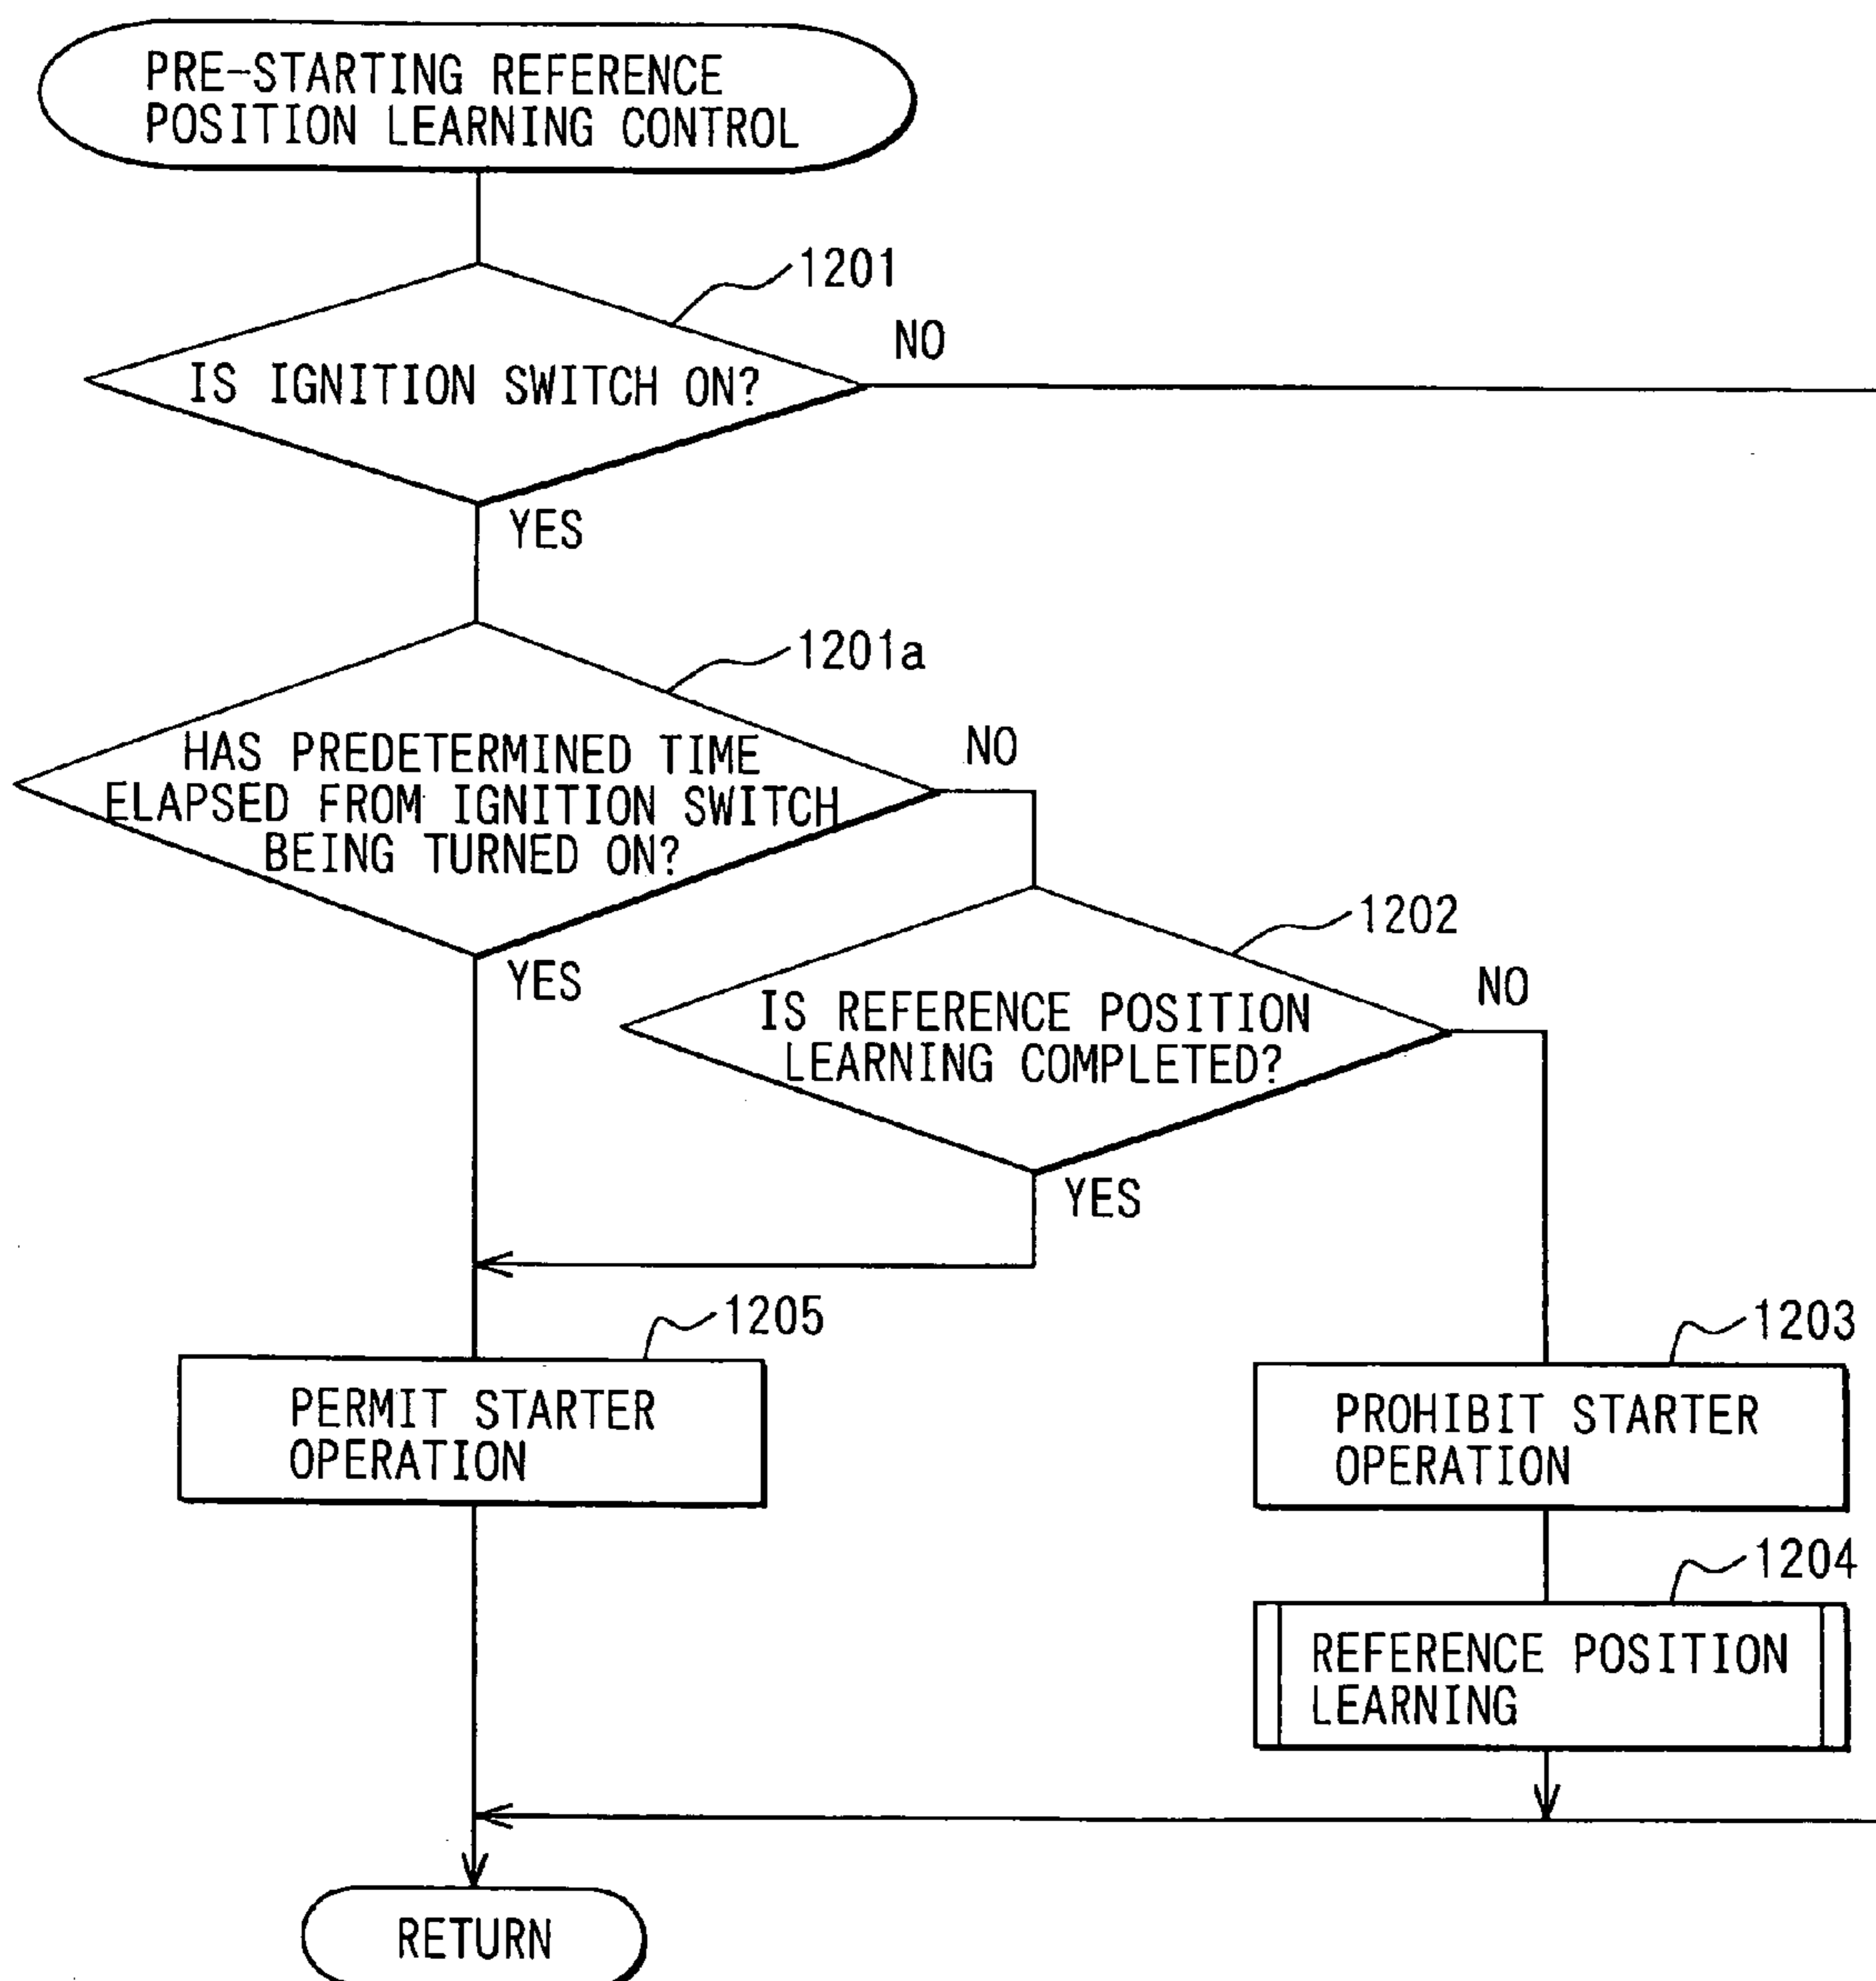 PRE-STARTING REFERENCE
POSITION LEARNING CONTROL
1201
IS IGNITION SWITCH ON?
NO
YES
1201a
HAS PREDETERMINED TIME
ELAPSED FROM IGNITION SWITCH
BEING TURNED ON?
NO
YES
1202
IS REFERENCE POSITION
LEARNING COMPLETED?
NO
YES
1205
PERMIT STARTER
OPERATION
1203
PROHIBIT STARTER
OPERATION
1204
REFERENCE POSITION
LEARNING
RETURN